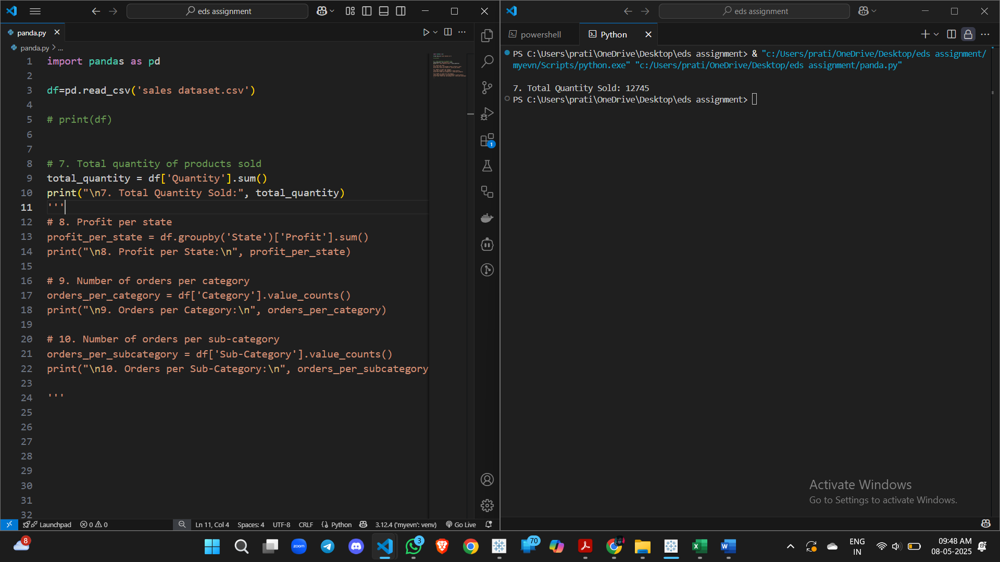 eds assignment
panda.py
panda.py > ...
1 import pandas as pd
2
3 df=pd.read_csv('sales dataset.csv')
4
5 # print(df)
6
7
8 # 7. Total quantity of products sold
9 total_quantity = df['Quantity'].sum()
10 print("\n7. Total Quantity Sold:", total_quantity)
11 '''
12 # 8. Profit per state
13 profit_per_state = df.groupby('State')['Profit'].sum()
14 print("\n8. Profit per State:\n", profit_per_state)
15
16 # 9. Number of orders per category
17 orders_per_category = df['Category'].value_counts()
18 print("\n9. Orders per Category:\n", orders_per_category)
19
20 # 10. Number of orders per sub-category
21 orders_per_subcategory = df['Sub-Category'].value_counts()
22 print("\n10. Orders per Sub-Category:\n", orders_per_subcategory
23
24 '''
25
26
27
28
29
30
31
32
1
Launchpad 0 0 Ln 11, Col 4 Spaces: 4 UTF-8 CRLF {} Python 3.12.4 ('myevn': venv) Go Live
eds assignment
powershell Python
PS C:\Users\prati\OneDrive\Desktop\eds assignment> & "c:/Users/prati/OneDrive/Desktop/eds assignment/
myevn/Scripts/python.exe" "c:/Users/prati/OneDrive/Desktop/eds assignment/panda.py"
7. Total Quantity Sold: 12745
PS C:\Users\prati\OneDrive\Desktop\eds assignment>
Activate Windows
Go to Settings to activate Windows.
8
zoom
3
70
ENG
IN
09:48 AM
08-05-2025